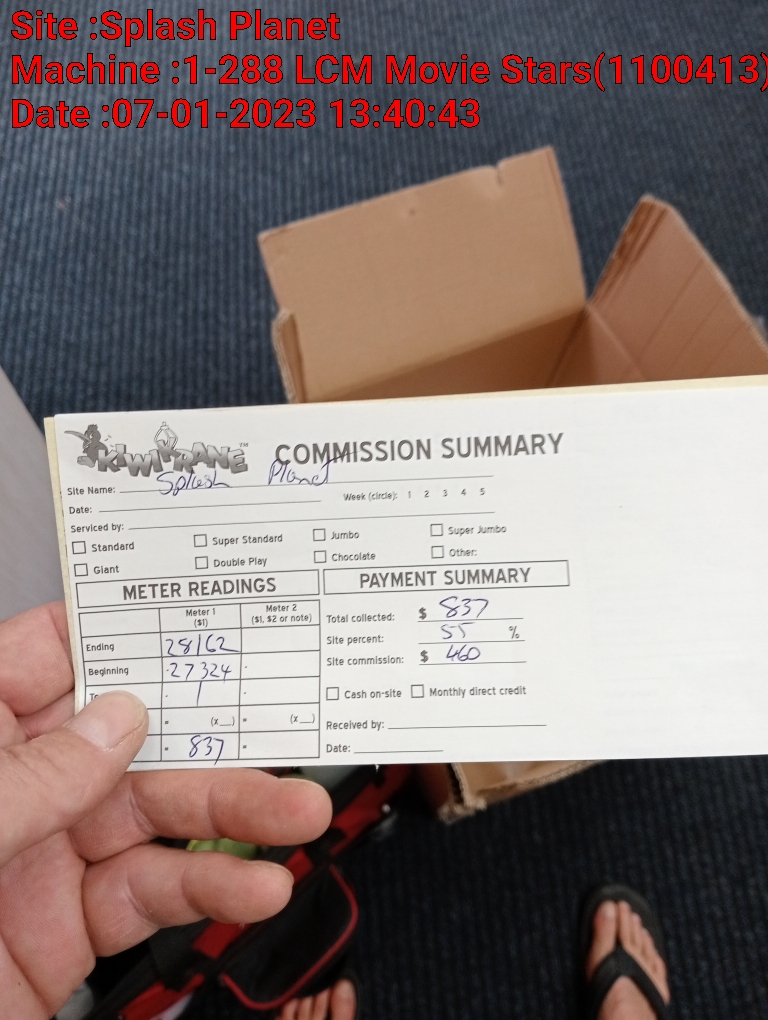 Site :Splash Planet
Machine :1-288 LCM Movie Stars(1100413)
Date :07-01-2023 13:40:43
KIWIKRANE™ COMMISSION SUMMARY
Site Name: Splash Planet
Date: Week (circle): 1 2 3 4 5
Serviced by:
Standard Super Standard Jumbo Super Jumbo
Giant Double Play Chocolate Other:
METER READINGS
Meter 1 ($1) Meter 2 ($1, $2 or note)
Ending 28162
Beginning -27324 -
- 1 -
= (x__) = (x__)
= 837 =
PAYMENT SUMMARY
Total collected: $ 837
Site percent: 55 %
Site commission: $ 460
Cash on-site Monthly direct credit
Received by:
Date: